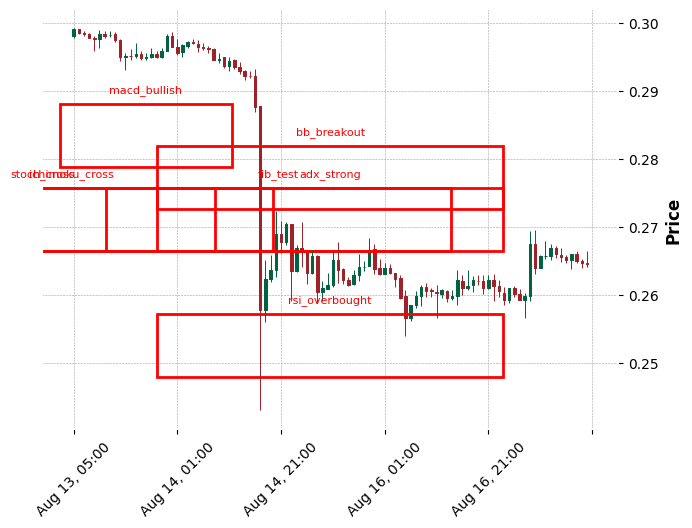 0.30
0.29
macd_bullish
bb_breakout
0.28
stoch_cross
ichimoku_cross
fib_test
adx_strong
0.27
Price
rsi_overbought
0.26
0.25
Aug 13, 05:00
Aug 14, 01:00
Aug 14, 21:00
Aug 16, 01:00
Aug 16, 21:00